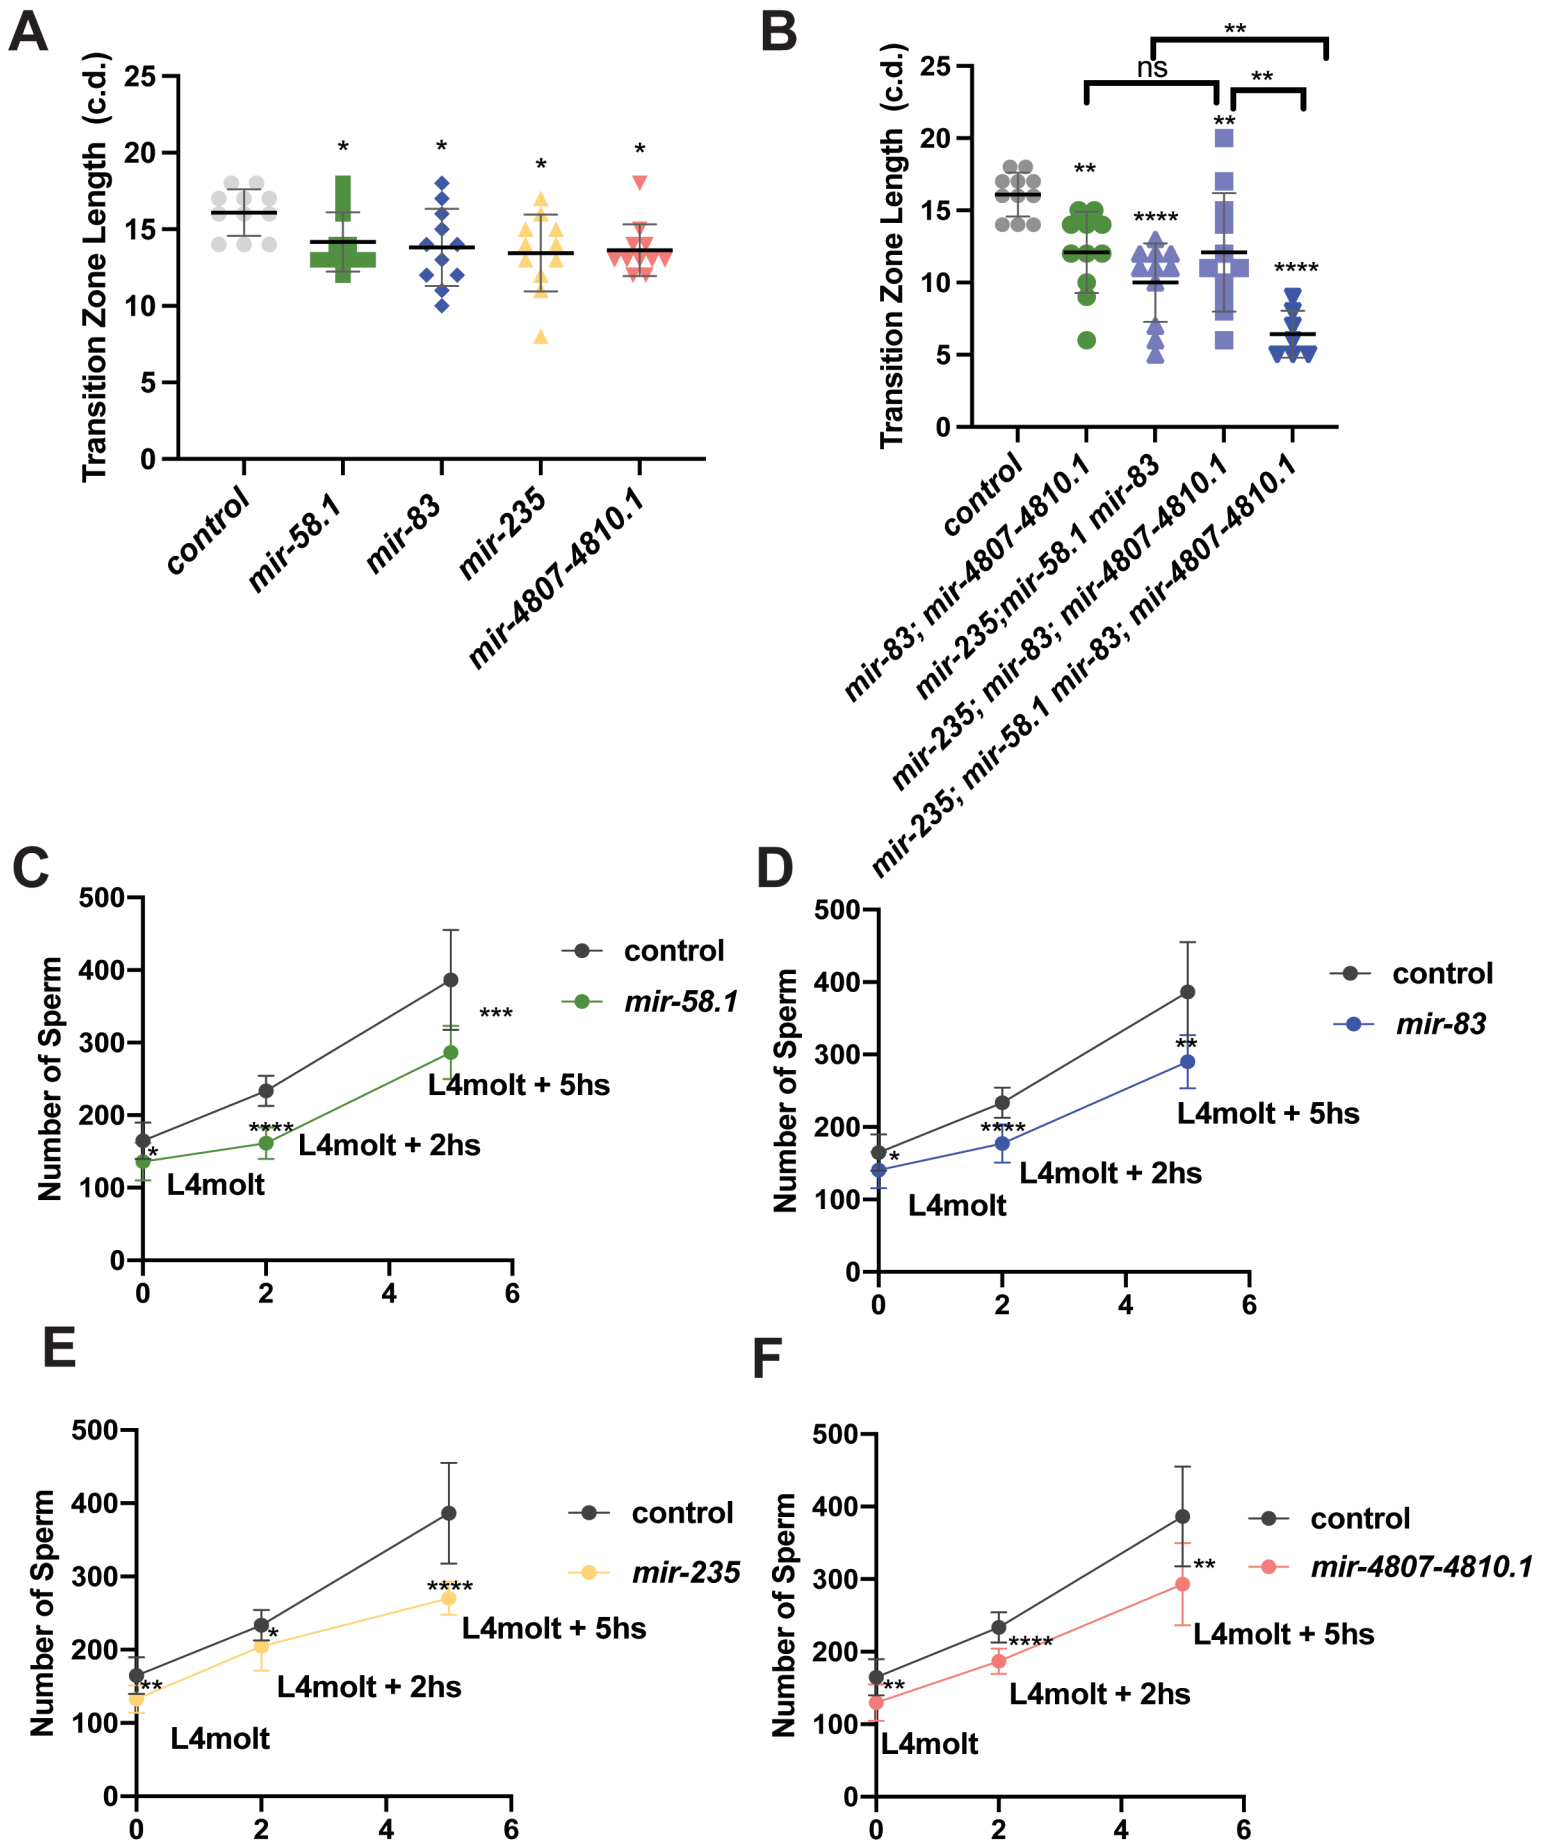 A
Transition Zone Length (c.d.)
25
20
15
10
5
0
*
*
*
*
control
mir-58.1
mir-83
mir-235
mir-4807-4810.1
B
Transition Zone Length (c.d.)
25
20
15
10
5
0
**
ns
**
**
**
****
****
control
mir-83; mir-4807-4810.1
mir-235;mir-58.1 mir-83
mir-235; mir-83; mir-4807-4810.1
mir-235; mir-58.1 mir-83; mir-4807-4810.1
C
Number of Sperm
500
400
300
200
100
0
0
2
4
6
control
mir-58.1
***
L4molt + 5hs
****
L4molt + 2hs
*
L4molt
D
Number of Sperm
500
400
300
200
100
0
0
2
4
6
control
mir-83
**
L4molt + 5hs
****
L4molt + 2hs
*
L4molt
E
Number of Sperm
500
400
300
200
100
0
0
2
4
6
control
mir-235
****
L4molt + 5hs
*
L4molt + 2hs
**
L4molt
F
Number of Sperm
500
400
300
200
100
0
0
2
4
6
control
mir-4807-4810.1
**
L4molt + 5hs
****
L4molt + 2hs
**
L4molt